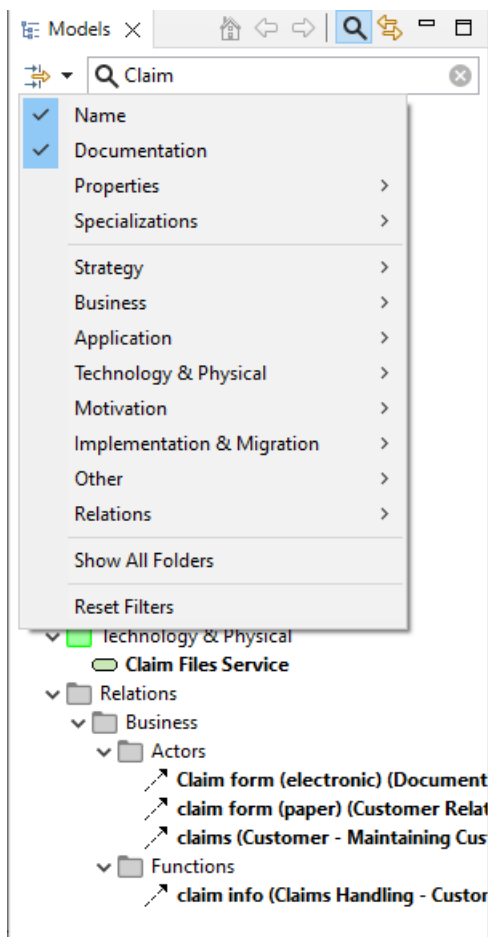 Models
Claim
Name
Documentation
Properties
Specializations
Strategy
Business
Application
Technology & Physical
Motivation
Implementation & Migration
Other
Relations
Show All Folders
Reset Filters
Technology & Physical
Claim Files Service
Relations
Business
Actors
Claim form (electronic) (Document
claim form (paper) (Customer Relat
claims (Customer - Maintaining Cus
Functions
claim info (Claims Handling - Custor